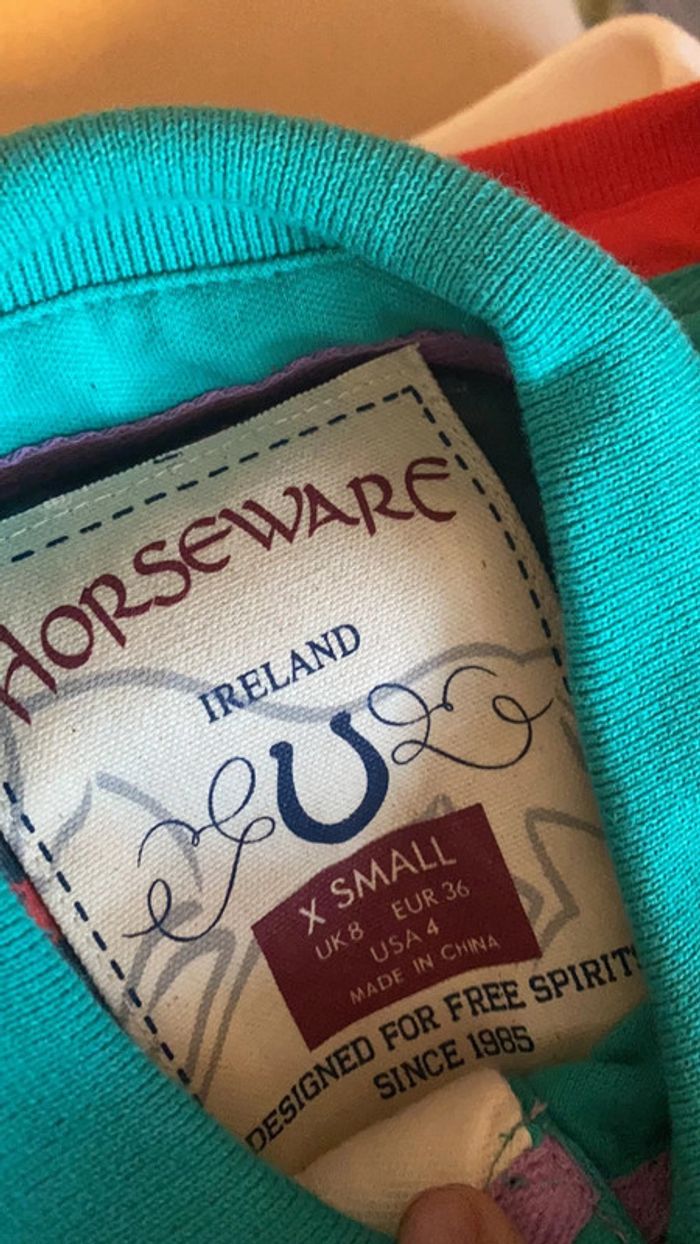 HORSEWARE
IRELAND
X SMALL
UK 8 EUR 36
USA 4
MADE IN CHINA
DESIGNED FOR FREE SPIRITS
SINCE 1985